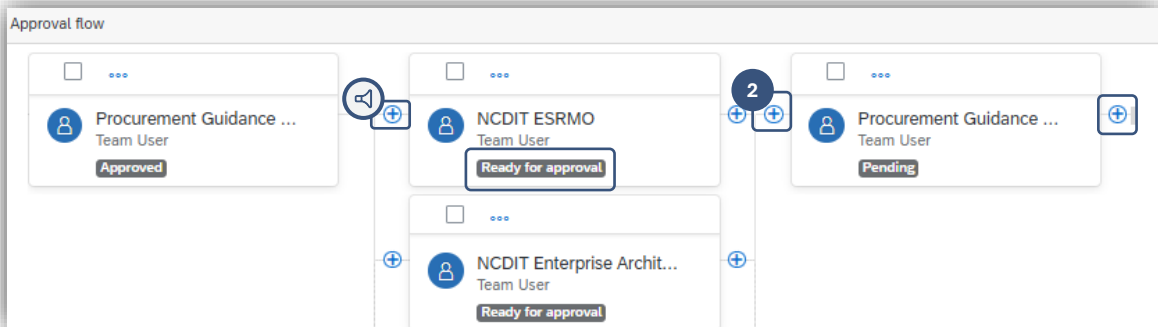 Approval flow
Procurement Guidance ...
Team User
Approved
NCDIT ESRMO
Team User
Ready for approval
2
Procurement Guidance ...
Team User
Pending
NCDIT Enterprise Archit...
Team User
Ready for approval